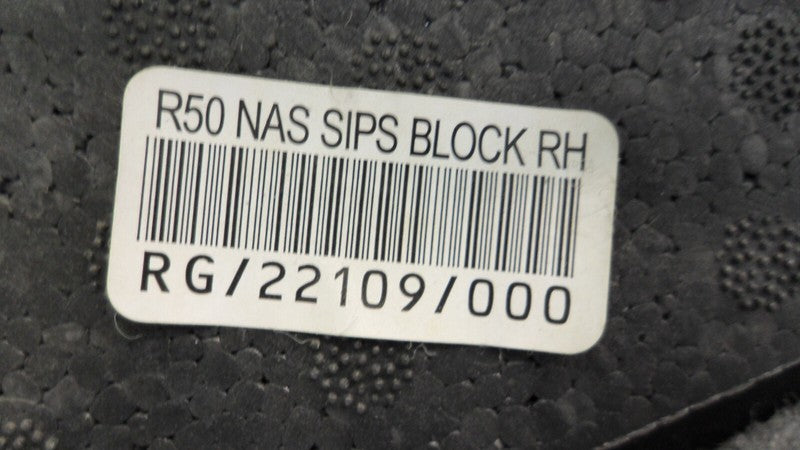 R50 NAS SIPS BLOCK RH
RG/22109/000